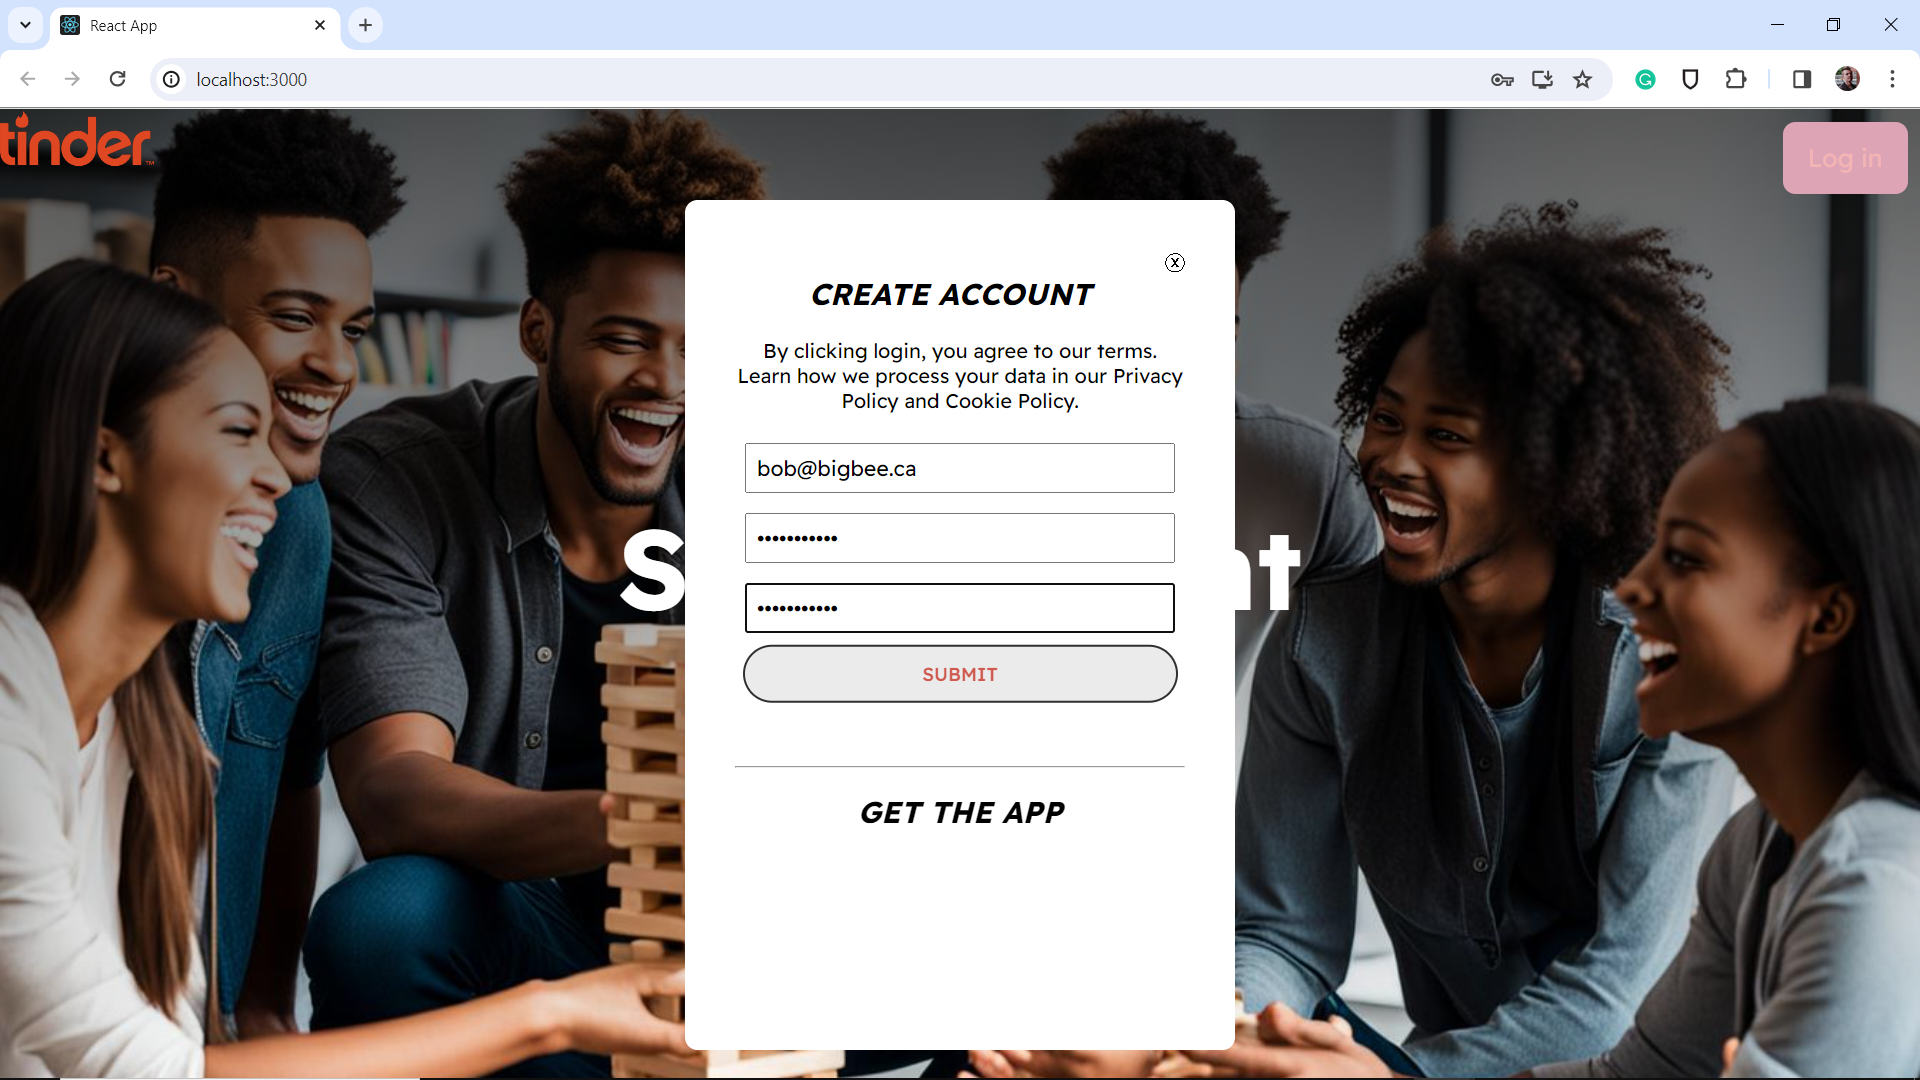 React App
localhost:3000
tinder™
Log in
X
CREATE ACCOUNT
By clicking login, you agree to our terms.
Learn how we process your data in our Privacy
Policy and Cookie Policy.
bob@bigbee.ca
•••••••••••
•••••••••••
SUBMIT
GET THE APP